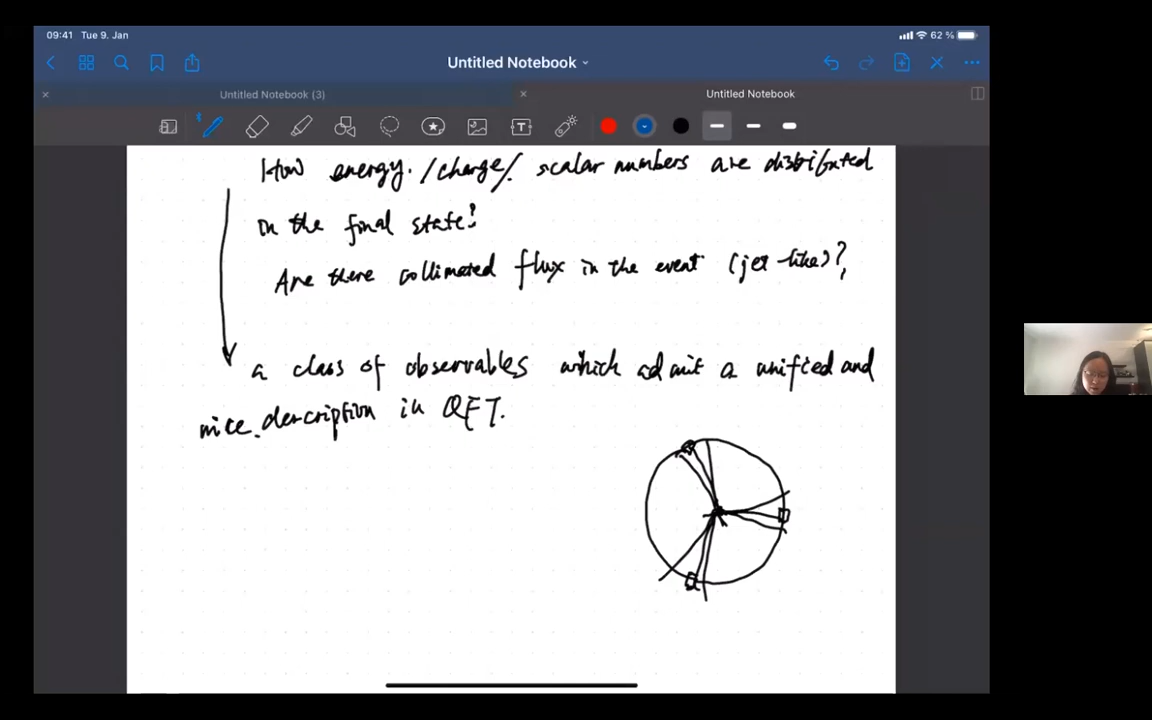 09:41 Tue 9. Jan 62 %
Untitled Notebook
Untitled Notebook (3) Untitled Notebook
How energy /charge/ scalar numbers are distributed
in the final state?
Are there collimated flux in the event (jet-like)?
a class of observables which admit a unified and
nice description in QFT.